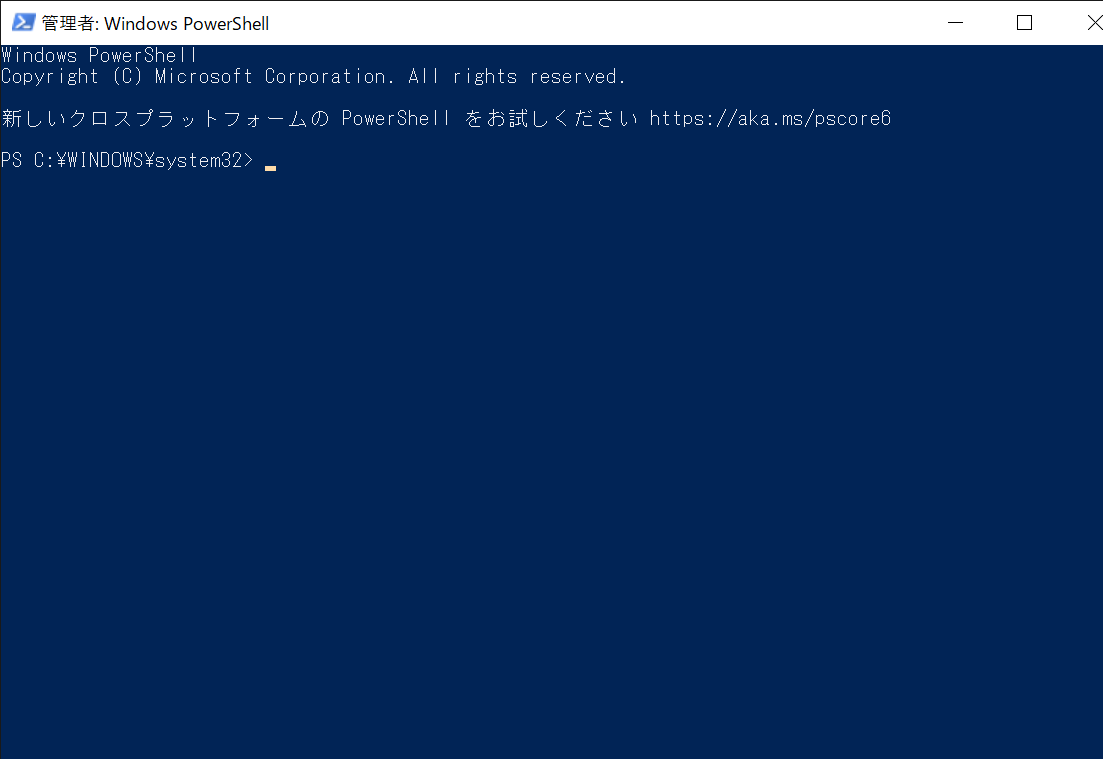 管理者: Windows PowerShell
Windows PowerShell
Copyright (C) Microsoft Corporation. All rights reserved.
新しいクロスプラットフォームの PowerShell をお試しください https://aka.ms/pscore6
PS C:¥WINDOWS¥system32> _